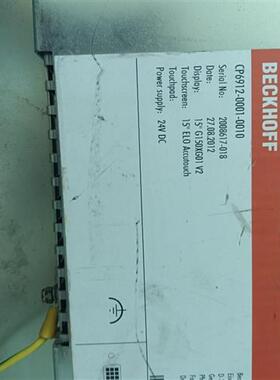 BECKHOFF
CP6912-0001-0010
Serial Number: 2008617-018
Date: 27.08.2012
Display: 15" G150XG01 V2
Touchscreen: 15" ELO Accutouch
Touchpad:
Power supply: 24V DC